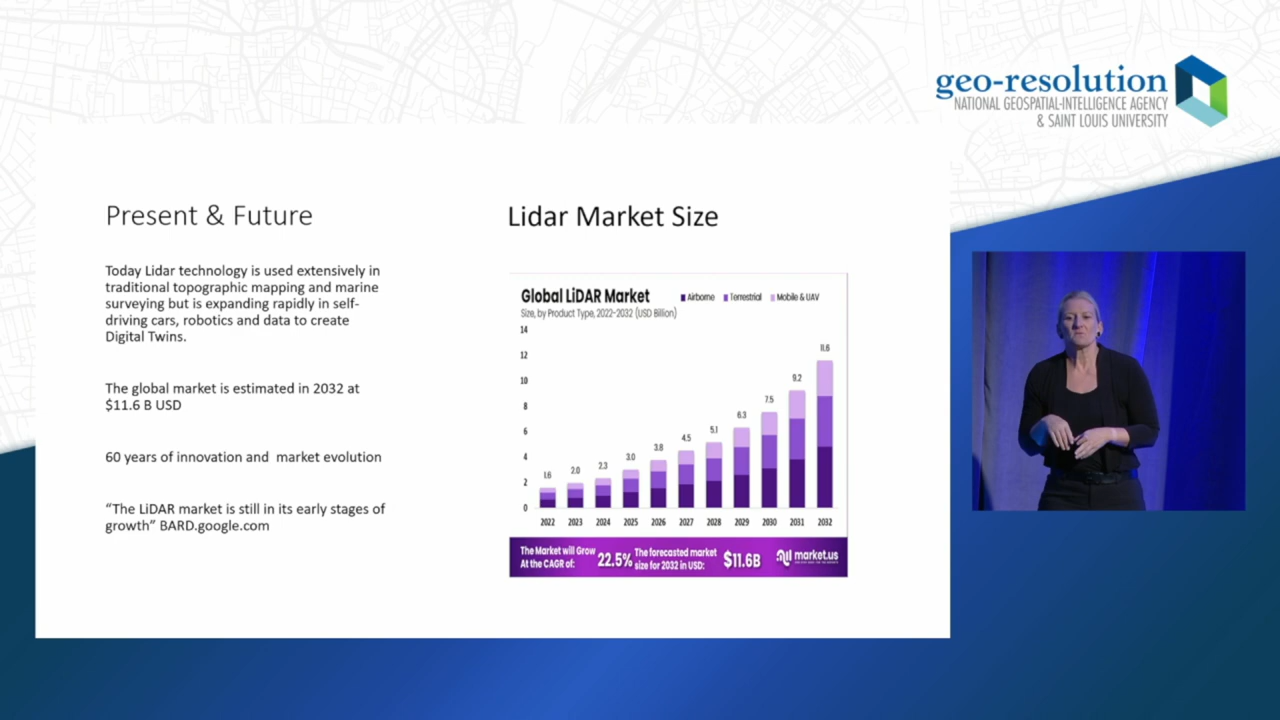 geo-resolution
NATIONAL GEOSPATIAL-INTELLIGENCE AGENCY
& SAINT LOUIS UNIVERSITY
Present & Future
Today Lidar technology is used extensively in
traditional topographic mapping and marine
surveying but is expanding rapidly in self-
driving cars, robotics and data to create
Digital Twins.
The global market is estimated in 2032 at
$11.6 B USD
60 years of innovation and market evolution
“The LiDAR market is still in its early stages of
growth” BARD.google.com
Lidar Market Size
Global LiDAR Market
Size, by Product Type, 2022-2032 (USD Billion)
Airborne Terrestrial Mobile & UAV
14
12
10
8
6
4
2
0
1.6 2.0 2.3 3.0 3.8 4.5 5.1 6.3 7.5 9.2 11.6
2022 2023 2024 2025 2026 2027 2028 2029 2030 2031 2032
The Market will Grow
At the CAGR of:
22.5%
The forecasted market
size for 2032 in USD:
$11.6B
market.us